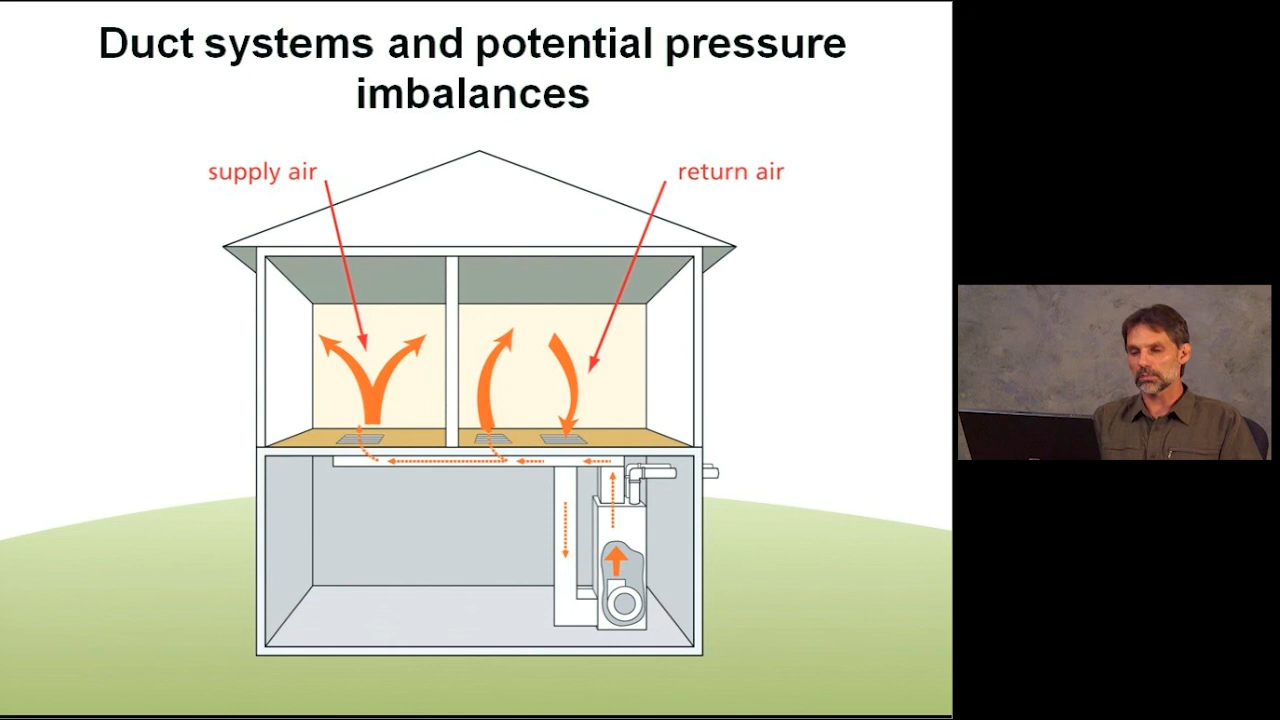 Duct systems and potential pressure
imbalances
supply air
return air